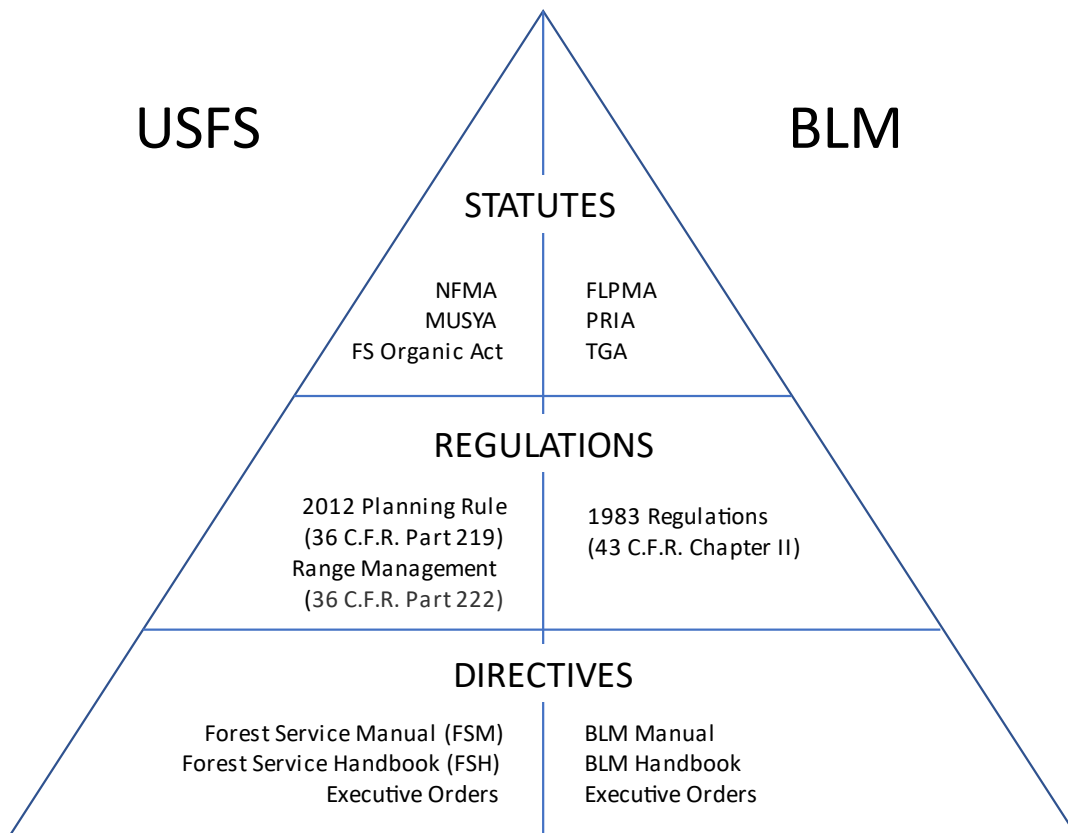 USFS
BLM
STATUTES
NFMA
MUSYA
FS Organic Act
FLPMA
PRIA
TGA
REGULATIONS
2012 Planning Rule
(36 C.F.R. Part 219)
Range Management
(36 C.F.R. Part 222)
1983 Regulations
(43 C.F.R. Chapter II)
DIRECTIVES
Forest Service Manual (FSM)
Forest Service Handbook (FSH)
Executive Orders
BLM Manual
BLM Handbook
Executive Orders